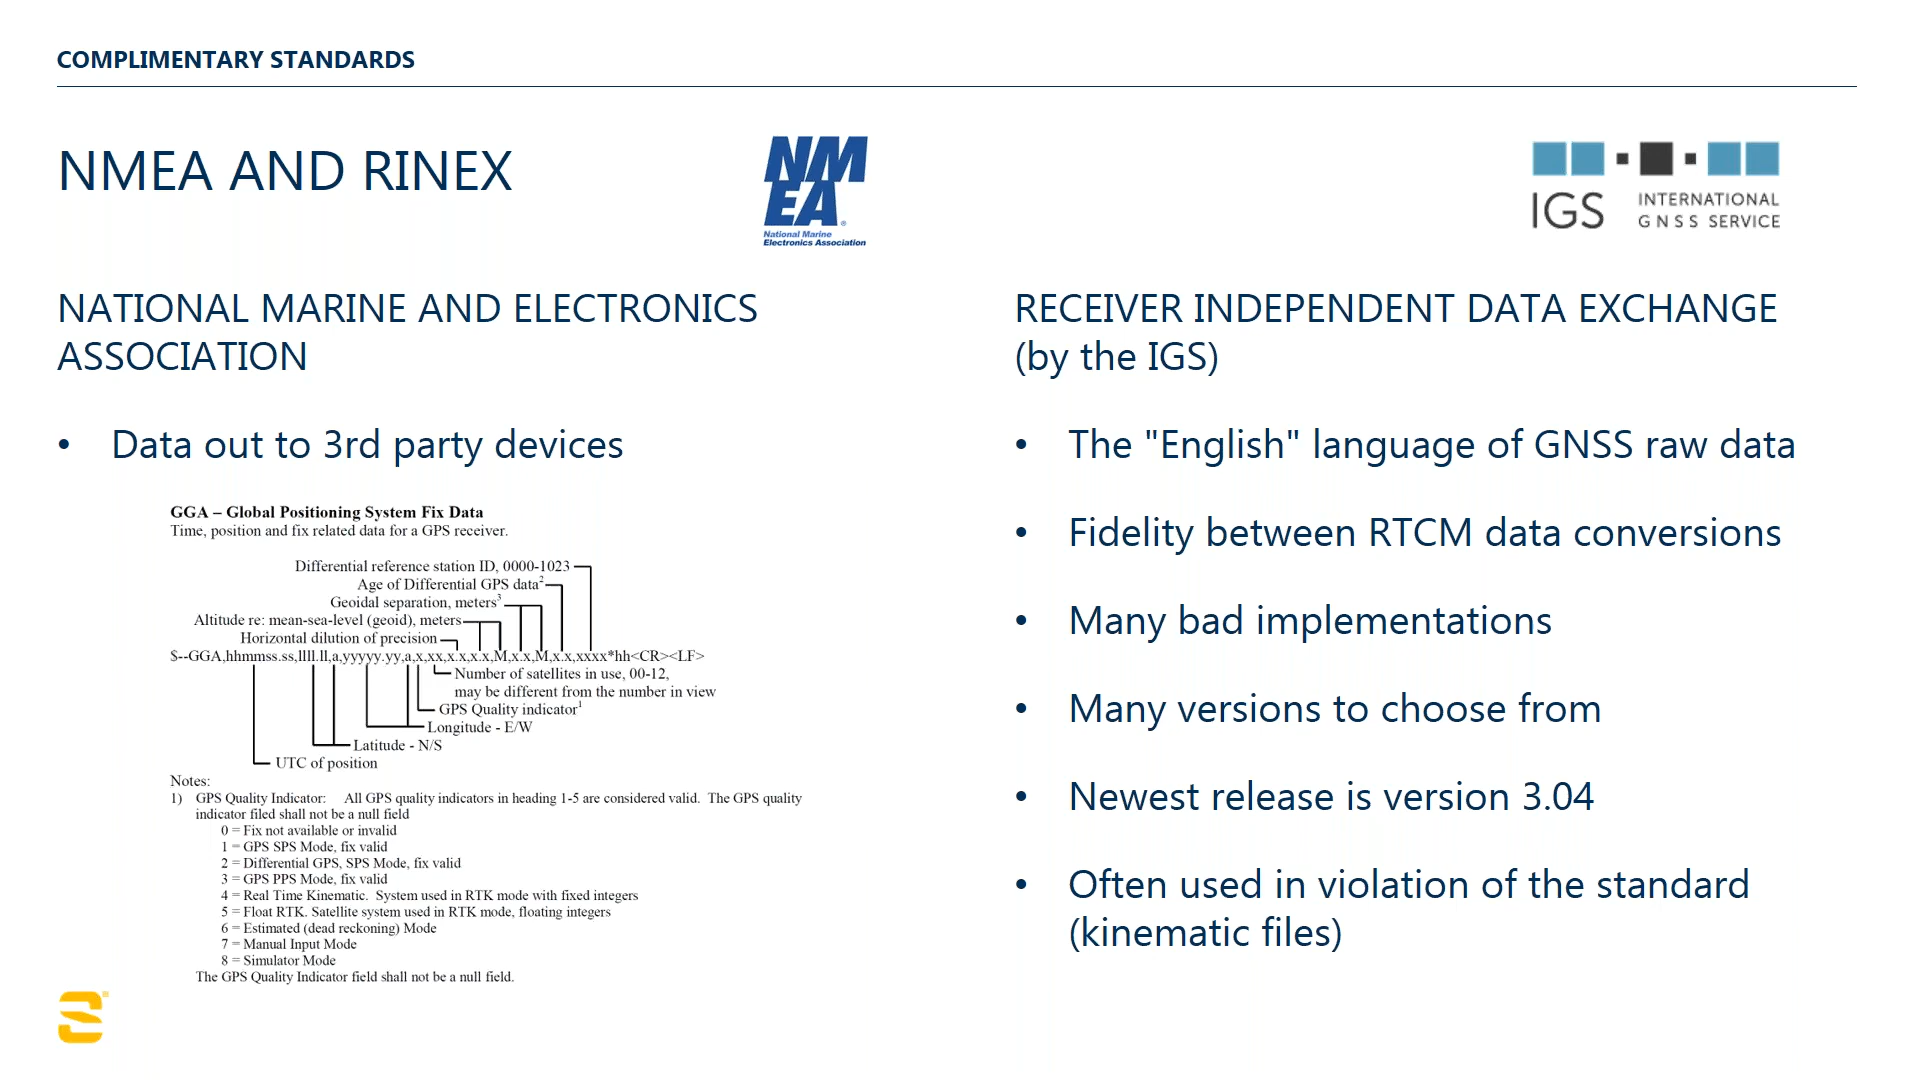 COMPLIMENTARY STANDARDS
NMEA AND RINEX
NM
EA®
National Marine
Electronics Association
IGS INTERNATIONAL
GNSS SERVICE
NATIONAL MARINE AND ELECTRONICS
ASSOCIATION
• Data out to 3rd party devices
GGA – Global Positioning System Fix Data
Time, position and fix related data for a GPS receiver.
Differential reference station ID, 0000-1023
Age of Differential GPS data2
Geoidal separation, meters3
Altitude re: mean-sea-level (geoid), meters
Horizontal dilution of precision
$--GGA,hhmmss.ss,llll.ll,a,yyyyy.yy,a,x,xx,x.x,x.x,M,x.x,M,x.x,xxxx*hh<CR><LF>
Number of satellites in use, 00-12,
may be different from the number in view
GPS Quality indicator1
Longitude - E/W
Latitude - N/S
UTC of position
Notes:
1) GPS Quality Indicator: All GPS quality indicators in heading 1-5 are considered valid. The GPS quality
indicator filed shall not be a null field
0 = Fix not available or invalid
1 = GPS SPS Mode, fix valid
2 = Differential GPS, SPS Mode, fix valid
3 = GPS PPS Mode, fix valid
4 = Real Time Kinematic. System used in RTK mode with fixed integers
5 = Float RTK. Satellite system used in RTK mode, floating integers
6 = Estimated (dead reckoning) Mode
7 = Manual Input Mode
8 = Simulator Mode
The GPS Quality Indicator field shall not be a null field.
RECEIVER INDEPENDENT DATA EXCHANGE
(by the IGS)
• The "English" language of GNSS raw data
• Fidelity between RTCM data conversions
• Many bad implementations
• Many versions to choose from
• Newest release is version 3.04
• Often used in violation of the standard
(kinematic files)